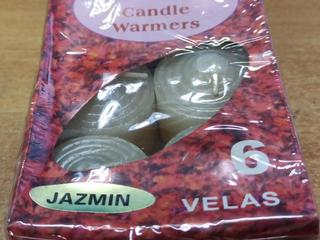 Candle
Warmers
6
JAZMIN
VELAS